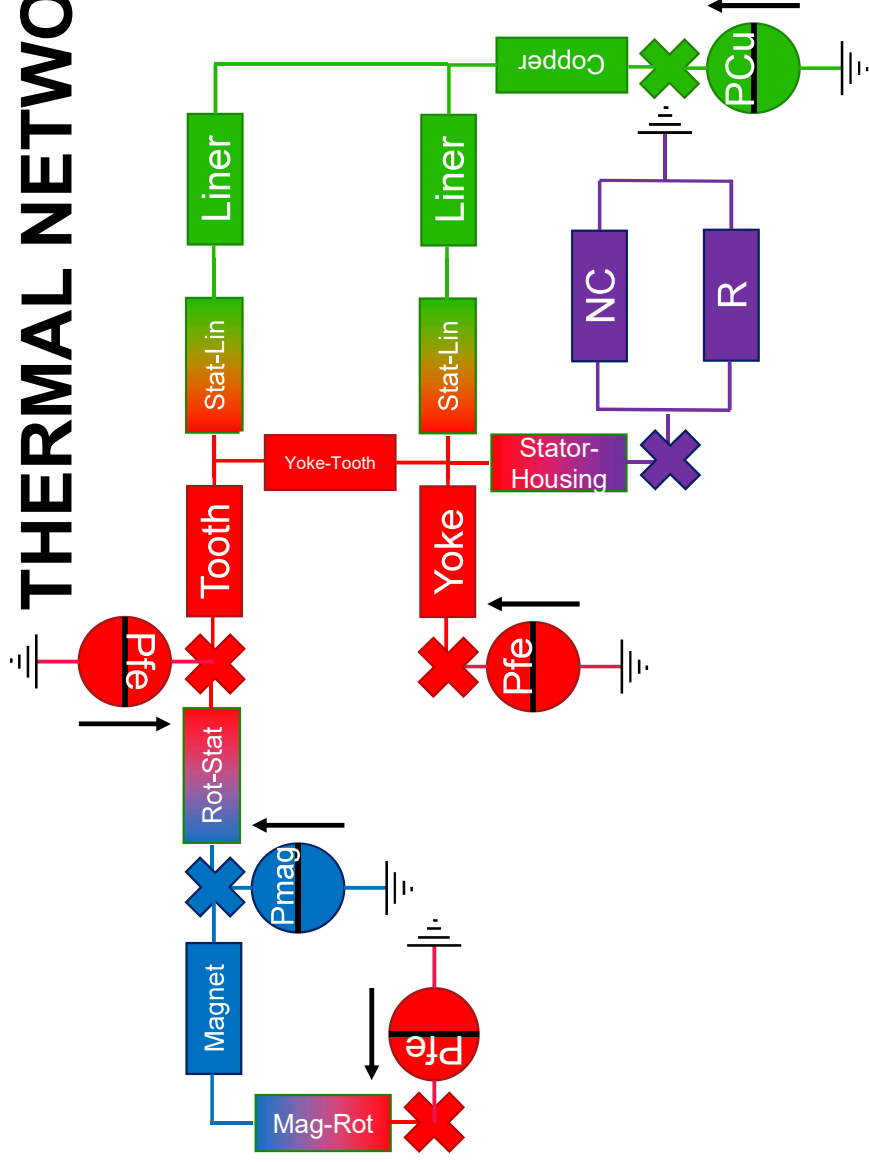 THERMAL NETWO
Copper
PCu
Liner
Liner
Stat-Lin
Stat-Lin
NC
R
Yoke-Tooth
Stator-
Housing
Tooth
Yoke
Pfe
Pfe
Rot-Stat
Pmag
Magnet
Pfe
Mag-Rot